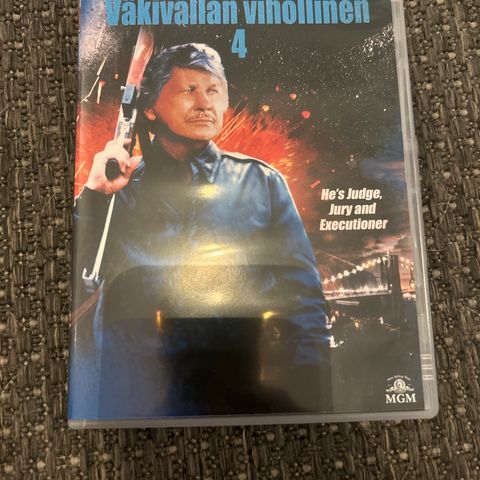 Väkivallan vihollinen
4
He's Judge,
Jury and
Executioner
MGM